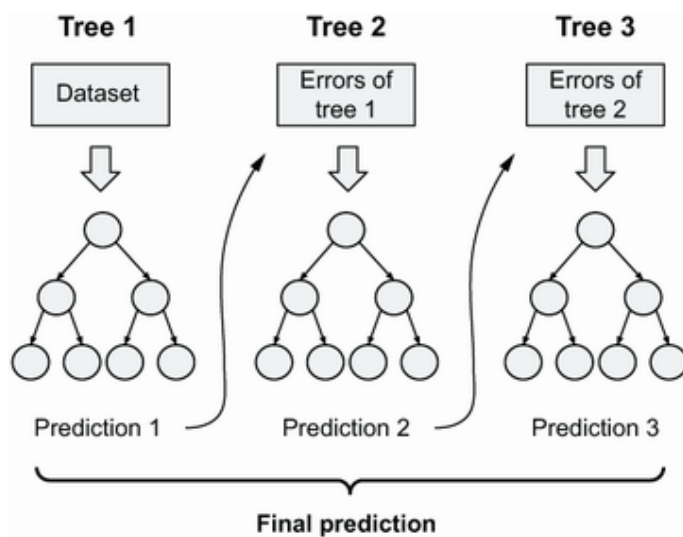 Tree 1
Tree 2
Tree 3
Dataset
Errors of
tree 1
Errors of
tree 2
Prediction 1
Prediction 2
Prediction 3
Final prediction